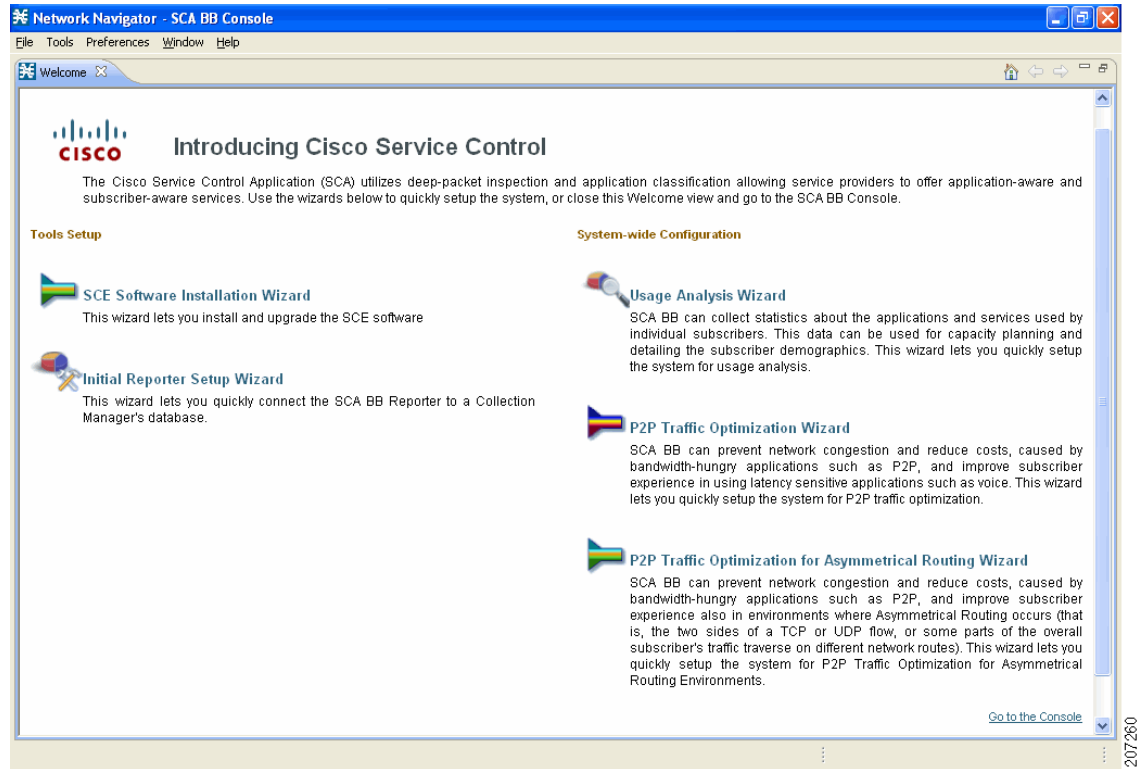 Network Navigator - SCA BB Console
File Tools Preferences Window Help
Welcome
CISCO
Introducing Cisco Service Control
The Cisco Service Control Application (SCA) utilizes deep-packet inspection and application classification allowing service providers to offer application-aware and
subscriber-aware services. Use the wizards below to quickly setup the system, or close this Welcome view and go to the SCA BB Console.
Tools Setup
SCE Software Installation Wizard
This wizard lets you install and upgrade the SCE software
Initial Reporter Setup Wizard
This wizard lets you quickly connect the SCA BB Reporter to a Collection
Manager's database.
System-wide Configuration
Usage Analysis Wizard
SCA BB can collect statistics about the applications and services used by
individual subscribers. This data can be used for capacity planning and
detailing the subscriber demographics. This wizard lets you quickly setup
the system for usage analysis.
P2P Traffic Optimization Wizard
SCA BB can prevent network congestion and reduce costs, caused by
bandwidth-hungry applications such as P2P, and improve subscriber
experience in using latency sensitive applications such as voice. This wizard
lets you quickly setup the system for P2P traffic optimization.
P2P Traffic Optimization for Asymmetrical Routing Wizard
SCA BB can prevent network congestion and reduce costs, caused by
bandwidth-hungry applications such as P2P, and improve subscriber
experience also in environments where Asymmetrical Routing occurs (that
is, the two sides of a TCP or UDP flow, or some parts of the overall
subscriber's traffic traverse on different network routes). This wizard lets you
quickly setup the system for P2P Traffic Optimization for Asymmetrical
Routing Environments.
Go to the Console
207260